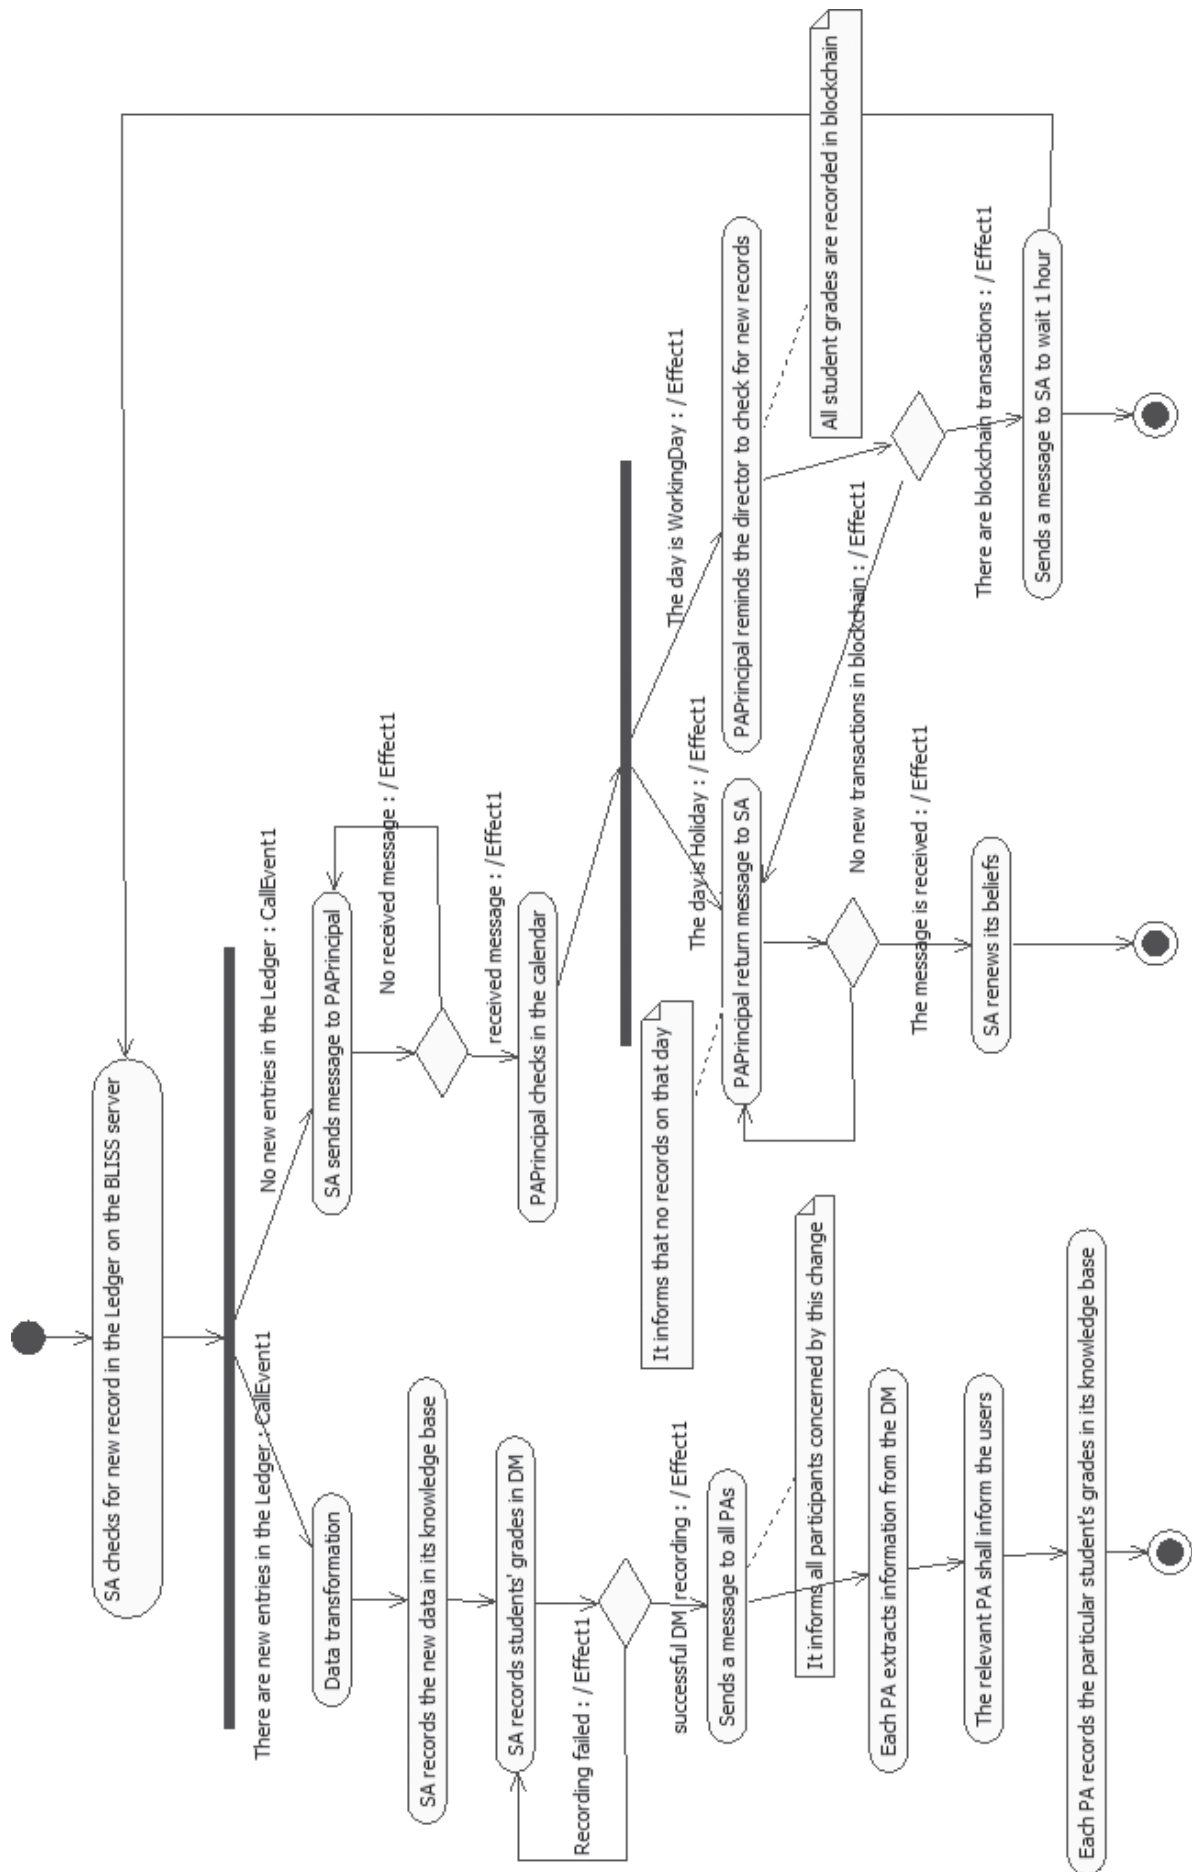 SA checks for new record in the Ledger on the BLISS server
There are new entries in the Ledger : CallEvent1
No new entries in the Ledger : CallEvent1
Data transformation
SA sends message to PAPrincipal
SA records the new data in its knowledge base
No received message : / Effect1
SA records students' grades in DM
received message : / Effect1
PAPrincipal checks in the calendar
Recording failed : / Effect1
successful DM recording : / Effect1
It informs that no records on that day
The day is Holiday : / Effect1
The day is WorkingDay : / Effect1
Sends a message to all PAs
PAPrincipal return message to SA
PAPrincipal reminds the director to check for new records
It informs all participants concerned by this change
All student grades are recorded in blockchain
No new transactions in blockchain : / Effect1
Each PA extracts information from the DM
The message is received : / Effect1
There are blockchain transactions : / Effect1
The relevant PA shall inform the users
SA renews its beliefs
Sends a message to SA to wait 1 hour
Each PA records the particular student's grades in its knowledge base